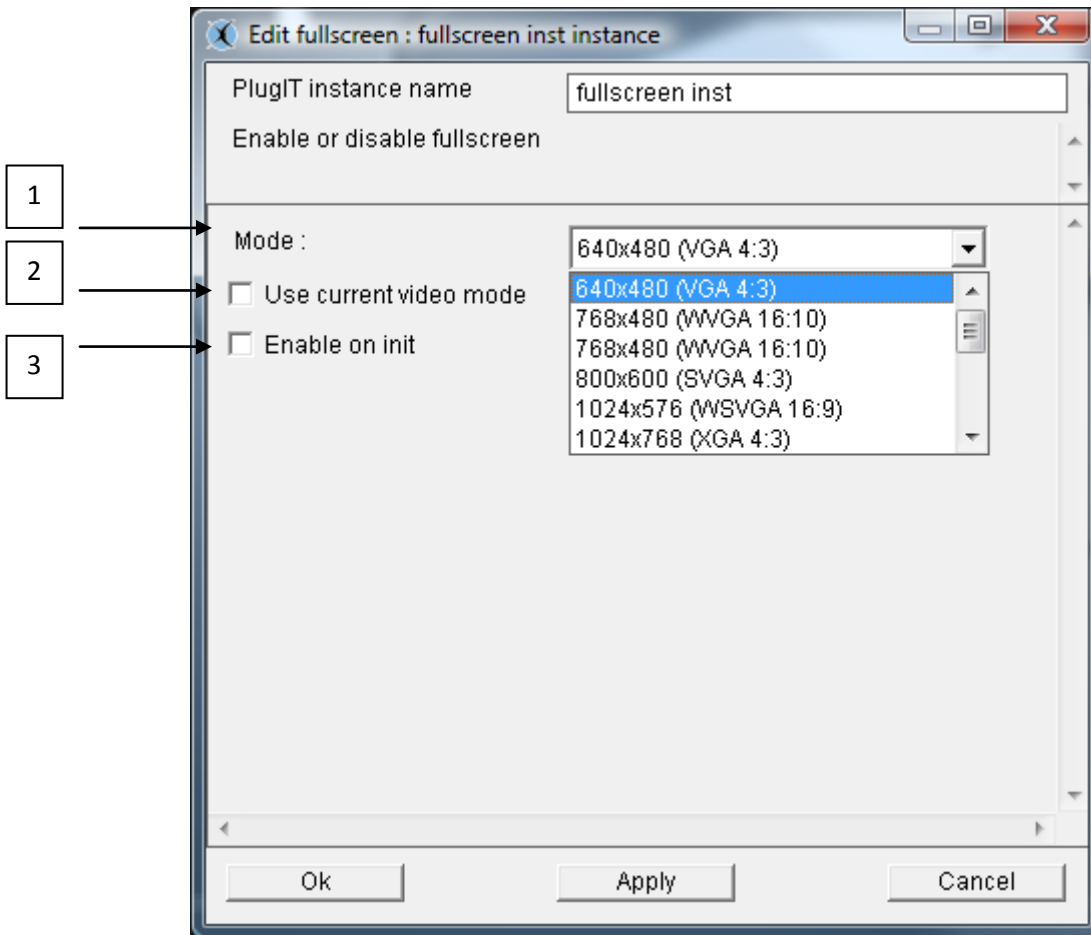 Edit fullscreen : fullscreen inst instance
PlugIT instance name
fullscreen inst
Enable or disable fullscreen
1
Mode :
640x480 (VGA 4:3)
2
Use current video mode
640x480 (VGA 4:3)
768x480 (WVGA 16:10)
768x480 (WVGA 16:10)
800x600 (SVGA 4:3)
1024x576 (WSVGA 16:9)
1024x768 (XGA 4:3)
3
Enable on init
Ok
Apply
Cancel